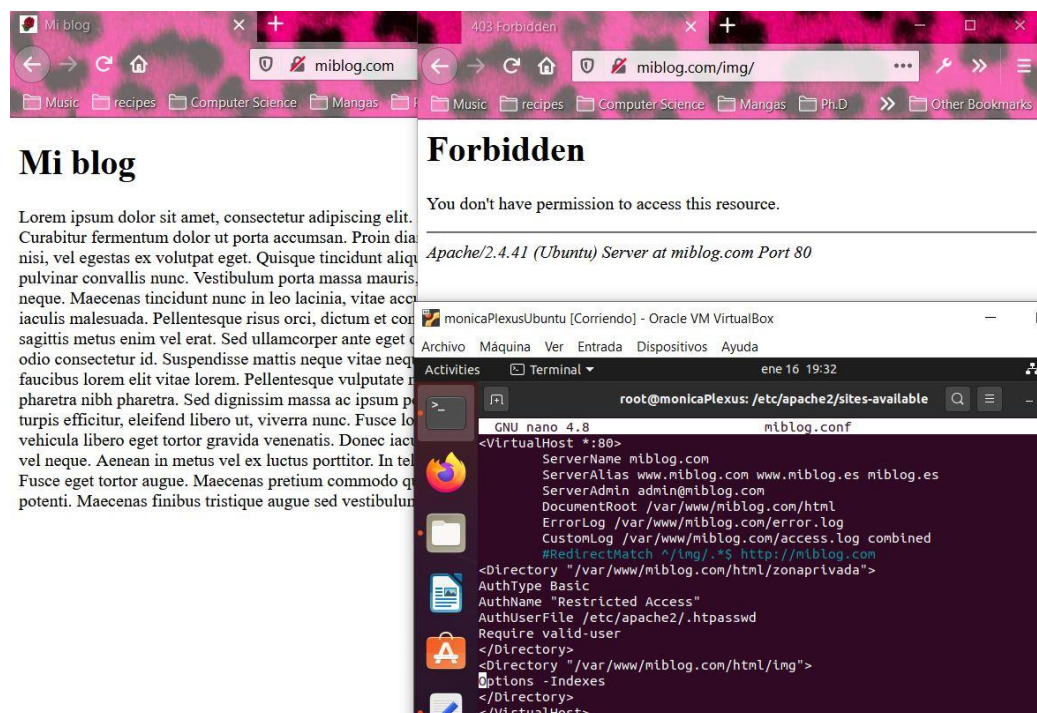 Mi blog
miblog.com
Music recipes Computer Science Mangas
Mi blog
Lorem ipsum dolor sit amet, consectetur adipiscing elit.
Curabitur fermentum dolor ut porta accumsan. Proin
nisi, vel egestas ex volutpat eget. Quisque tincidunt
pulvinar convallis nunc. Vestibulum porta massa mauris,
neque. Maecenas tincidunt nunc in leo lacinia, vitae
iaculis malesuada. Pellentesque risus orci, dictum et
sagittis metus enim vel erat. Sed ullamcorper ante eget
odio consectetur id. Suspendisse mattis neque vitae
faucibus lorem elit vitae lorem. Pellentesque vulputate
pharetra nibh pharetra. Sed dignissim massa ac ipsum
turpis efficitur, eleifend libero ut, viverra nunc. Fusce
vehicula libero eget tortor gravida venenatis. Donec
vel neque. Aenean in metus vel ex luctus porttitor. In
Fusce eget tortor augue. Maecenas pretium commodo
potenti. Maecenas finibus tristique augue sed
403 Forbidden
miblog.com/img/
Music recipes Computer Science Mangas Ph.D Other Bookmarks
Forbidden
You don't have permission to access this resource.
Apache/2.4.41 (Ubuntu) Server at miblog.com Port 80
monicaPlexusUbuntu [Corriendo] - Oracle VM VirtualBox
Archivo Máquina Ver Entrada Dispositivos Ayuda
Activities Terminal ene 16 19:32
root@monicaPlexus: /etc/apache2/sites-available
GNU nano 4.8 miblog.conf
<VirtualHost *:80>
ServerName miblog.com
ServerAlias www.miblog.com www.miblog.es miblog.es
ServerAdmin admin@miblog.com
DocumentRoot /var/www/miblog.com/html
ErrorLog /var/www/miblog.com/error.log
CustomLog /var/www/miblog.com/access.log combined
#RedirectMatch ^/img/.*$ http://miblog.com
<Directory "/var/www/miblog.com/html/zonaprivada">
AuthType Basic
AuthName "Restricted Access"
AuthUserFile /etc/apache2/.htpasswd
Require valid-user
</Directory>
<Directory "/var/www/miblog.com/html/img">
Options -Indexes
</Directory>
</VirtualHost>